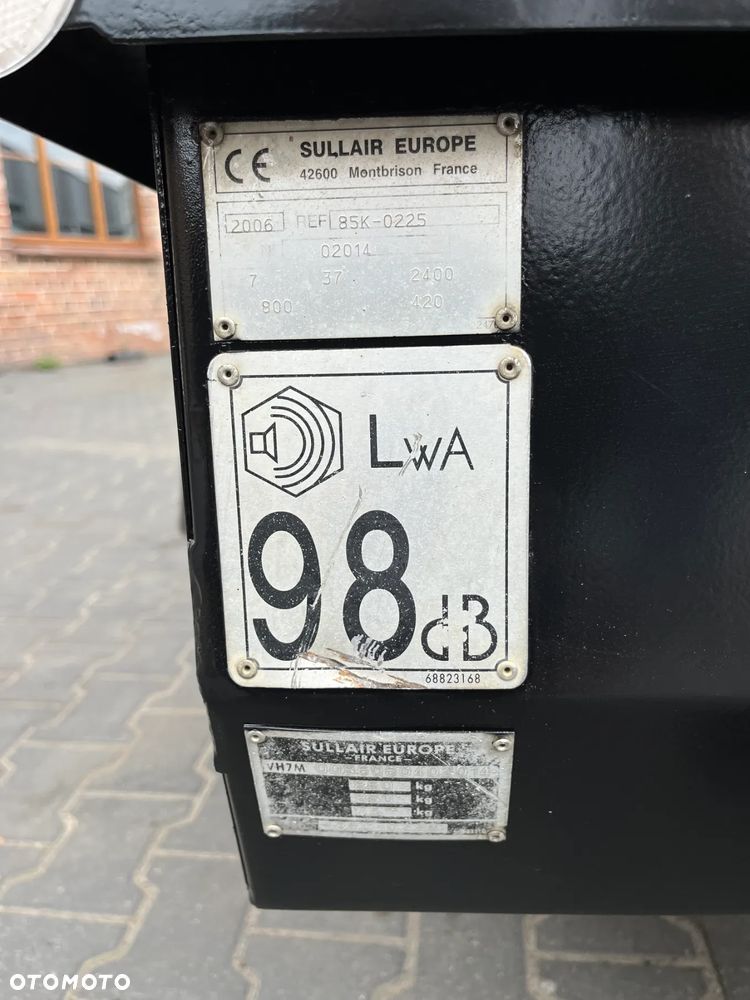 CE SULLAIR EUROPE
42600 Montbrison France
2006 REF 85K-0225
02014
7 37 2400
800 420
LWA
98 dB
68823168
SULLAIR EUROPE
-FRANCE-
VH7M
kg
kg
kg
OTOMOTO